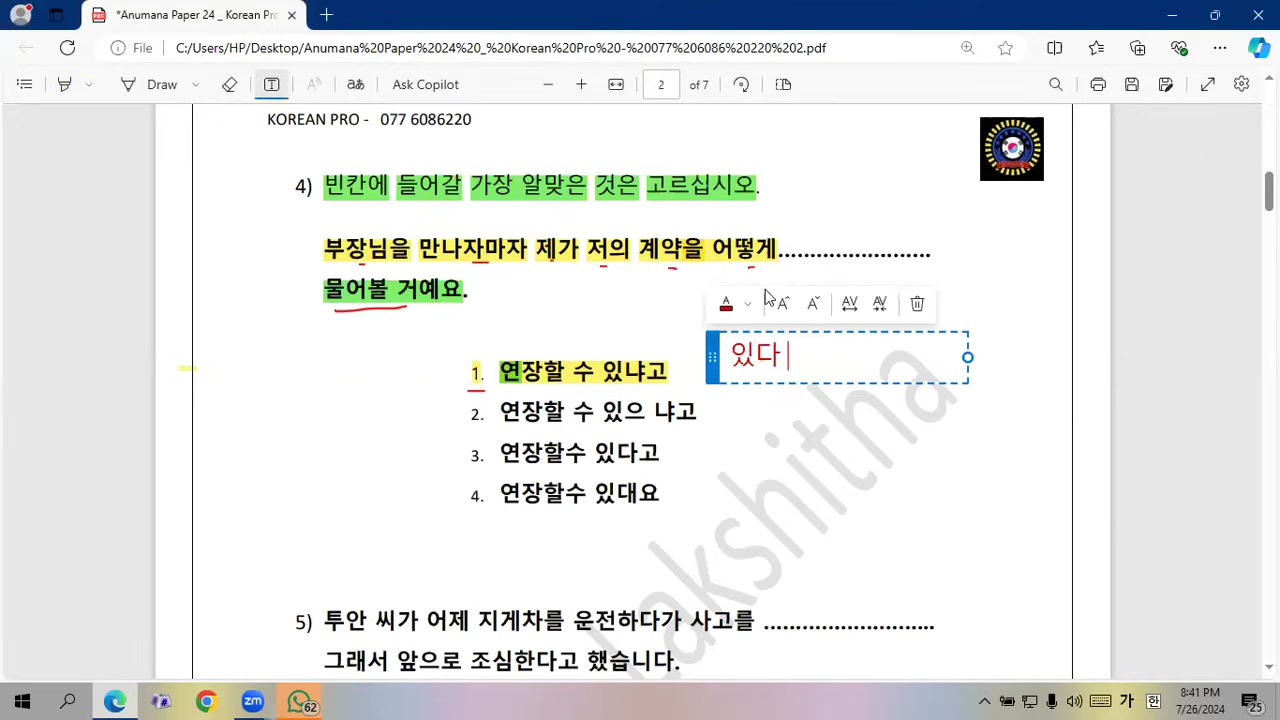 *Anumana Paper 24 _ Korean Pro
File C:/Users/HP/Desktop/Anumana%20Paper%2024%20_%20Korean%20Pro%20-%20077%206086%20220%202.pdf
Draw Ask Copilot 2 of 7
KOREAN PRO - 077 6086220
4) 빈칸에 들어갈 가장 알맞은 것은 고르십시오.
부장님을 만나자마자 제가 저의 계약을 어떻게........................
물어볼 거예요.
있다
1. 연장할 수 있냐고
2. 연장할 수 있으 냐고
3. 연장할수 있다고
4. 연장할수 있대요
lakshitha
5) 투안 씨가 어제 지게차를 운전하다가 사고를 ...........................
그래서 앞으로 조심한다고 했습니다.
62
가 한 8:41 PM
7/26/2024 25